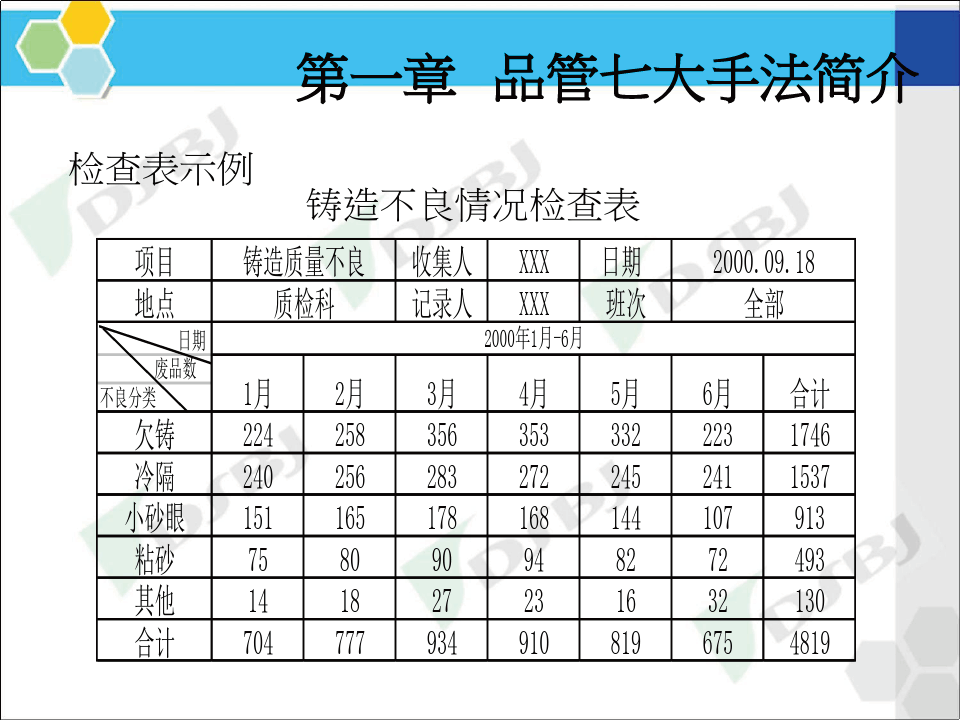 第一章 品管七大手法简介
检查表示例
铸造不良情况检查表
项目 铸造质量不良 收集人 XXX 日期 2000.09.18
地点 质检科 记录人 XXX 班次 全部
日期 2000年1月-6月
废品数
不良分类 1月 2月 3月 4月 5月 6月 合计
欠铸 224 258 356 353 332 223 1746
冷隔 240 256 283 272 245 241 1537
小砂眼 151 165 178 168 144 107 913
粘砂 75 80 90 94 82 72 493
其他 14 18 27 23 16 32 130
合计 704 777 934 910 819 675 4819
DSBJ
DSBJ
DSBJ
DSBJ
DSBJ
DSBJ